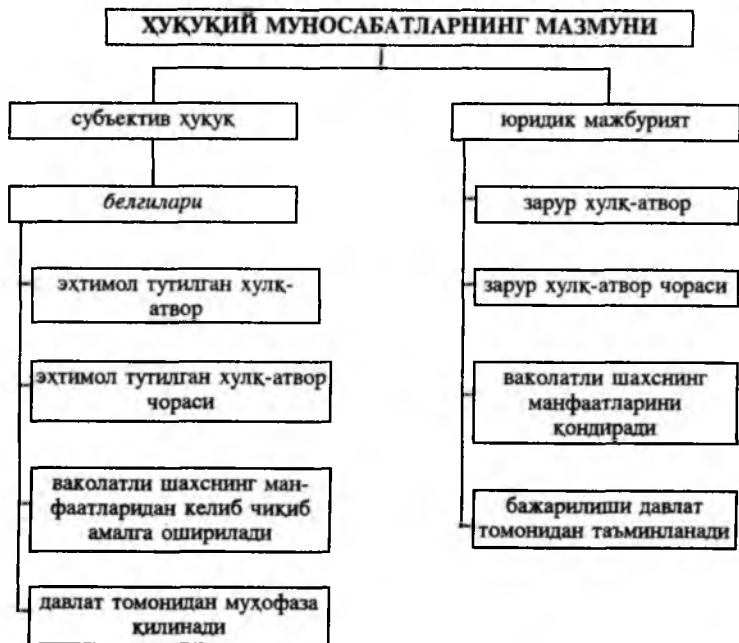 ҲУҚУҚИЙ МУНОСАБАТЛАРНИНГ МАЗМУНИ
субъектив ҳуқуқ
белгилари
эҳтимол тутилган хулқ-
атвор
эҳтимол тутилган хулқ-атвор
чораси
ваколатли шахснинг ман-
фаатларидан келиб чиқиб
амалга оширилади
давлат томонидан муҳофаза
қилинади
юридик мажбурият
зарур хулқ-атвор
зарур хулқ-атвор чораси
ваколатли шахснинг
манфаатларини
қондиради
бажарилиши давлат
томонидан таъминланади